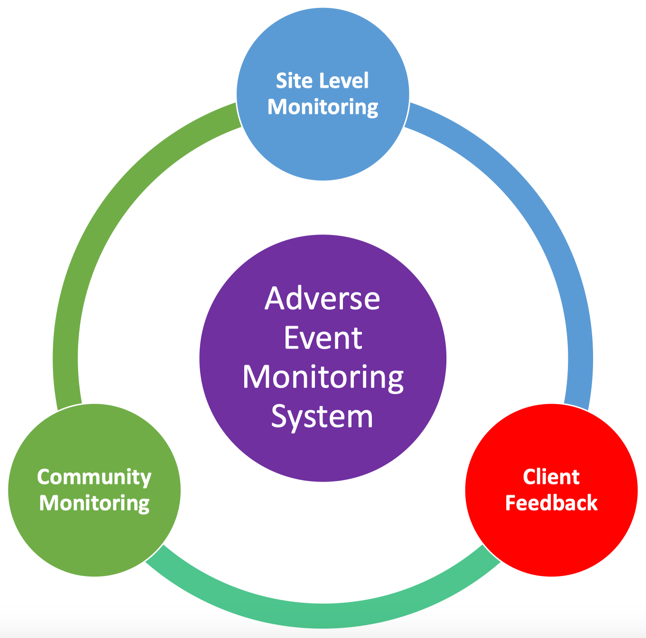 Site Level
Monitoring
Adverse
Event
Monitoring
System
Community
Monitoring
Client
Feedback